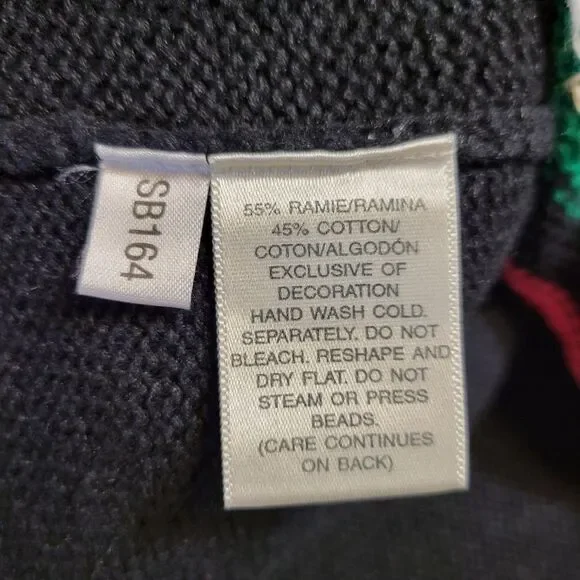 SB164
55% RAMIE/RAMINA
45% COTTON/
COTON/ALGODÓN
EXCLUSIVE OF
DECORATION
HAND WASH COLD.
SEPARATELY. DO NOT
BLEACH. RESHAPE AND
DRY FLAT. DO NOT
STEAM OR PRESS
BEADS.
(CARE CONTINUES
ON BACK)